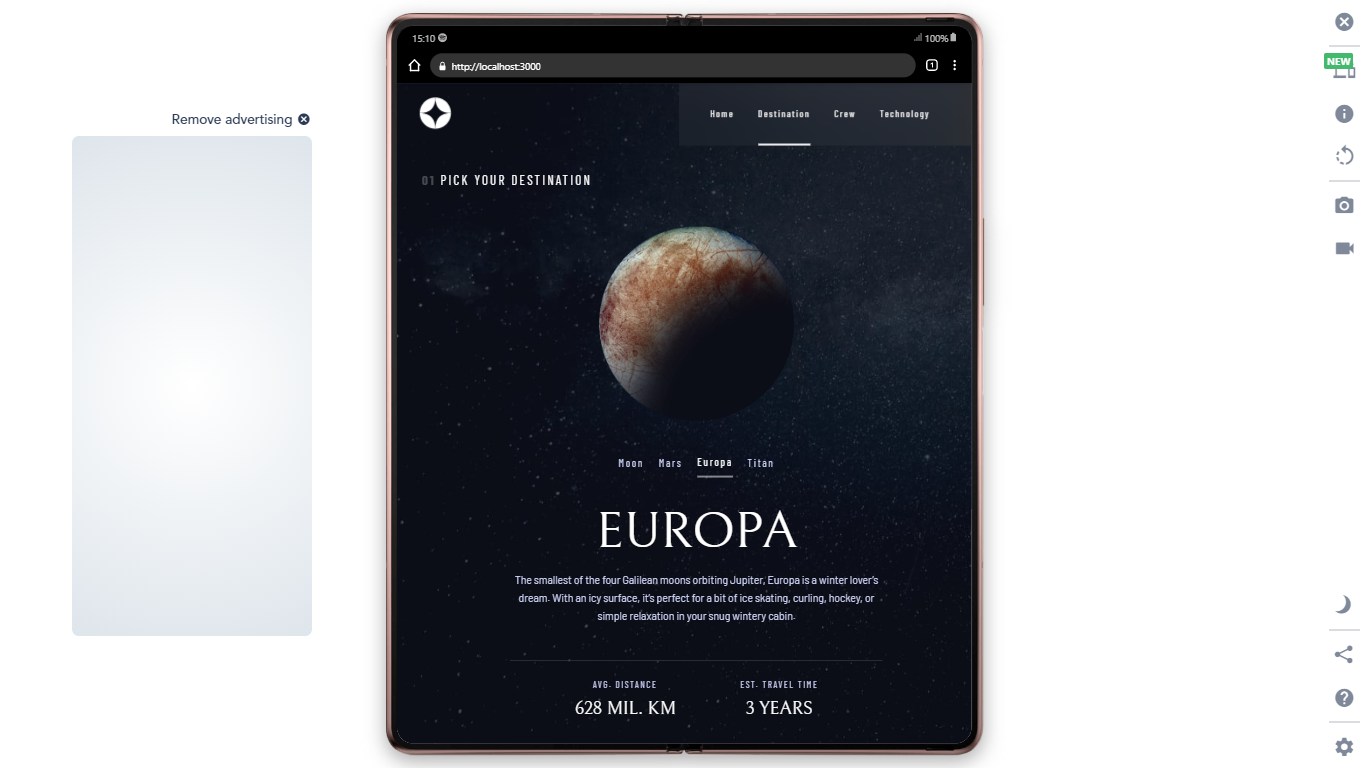 Remove advertising
NEW
15:10
100%
http://localhost:3000
1
Home Destination Crew Technology
01 PICK YOUR DESTINATION
Moon Mars Europa Titan
EUROPA
The smallest of the four Galilean moons orbiting Jupiter, Europa is a winter lover's
dream. With an icy surface, it's perfect for a bit of ice skating, curling, hockey, or
simple relaxation in your snug wintery cabin.
AVG. DISTANCE
628 MIL. KM
EST. TRAVEL TIME
3 YEARS